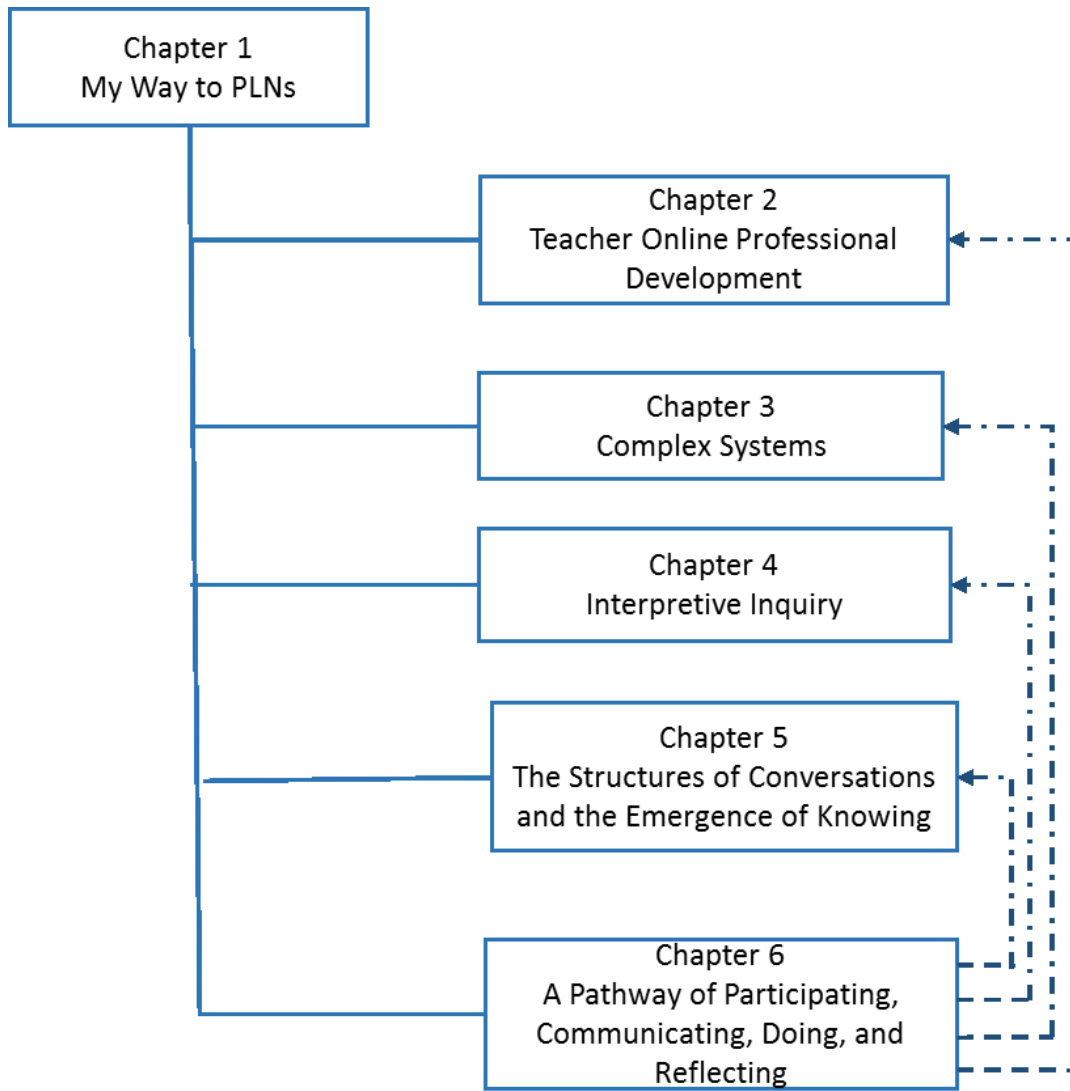 Chapter 1
My Way to PLNs
Chapter 2
Teacher Online Professional
Development
Chapter 3
Complex Systems
Chapter 4
Interpretive Inquiry
Chapter 5
The Structures of Conversations
and the Emergence of Knowing
Chapter 6
A Pathway of Participating,
Communicating, Doing, and
Reflecting